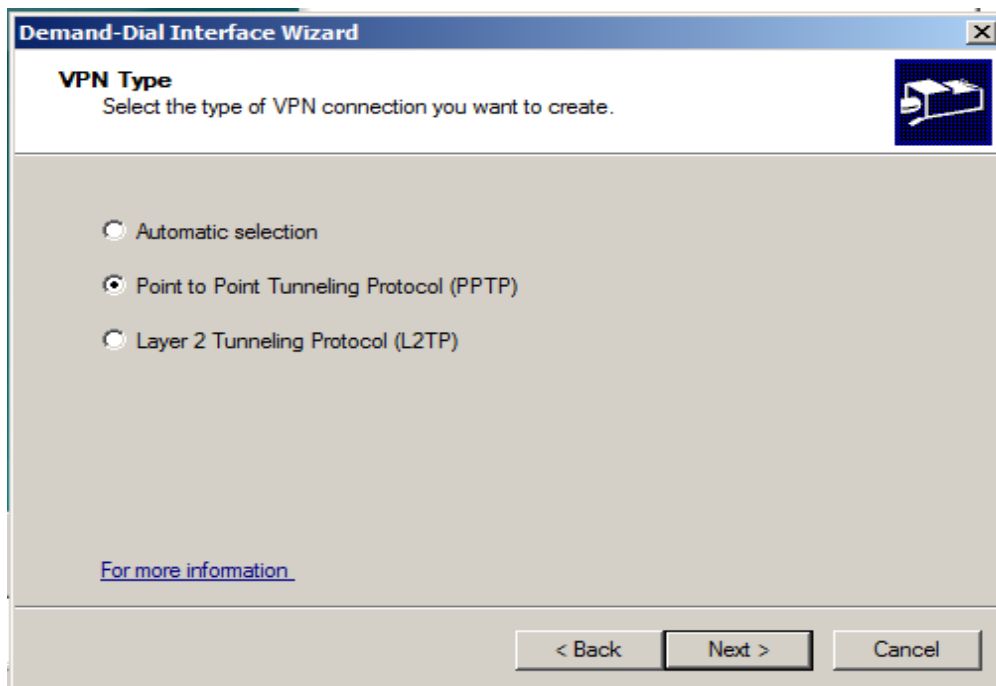 Demand-Dial Interface Wizard
VPN Type
Select the type of VPN connection you want to create.
Automatic selection
Point to Point Tunneling Protocol (PPTP)
Layer 2 Tunneling Protocol (L2TP)
For more information
< Back
Next >
Cancel